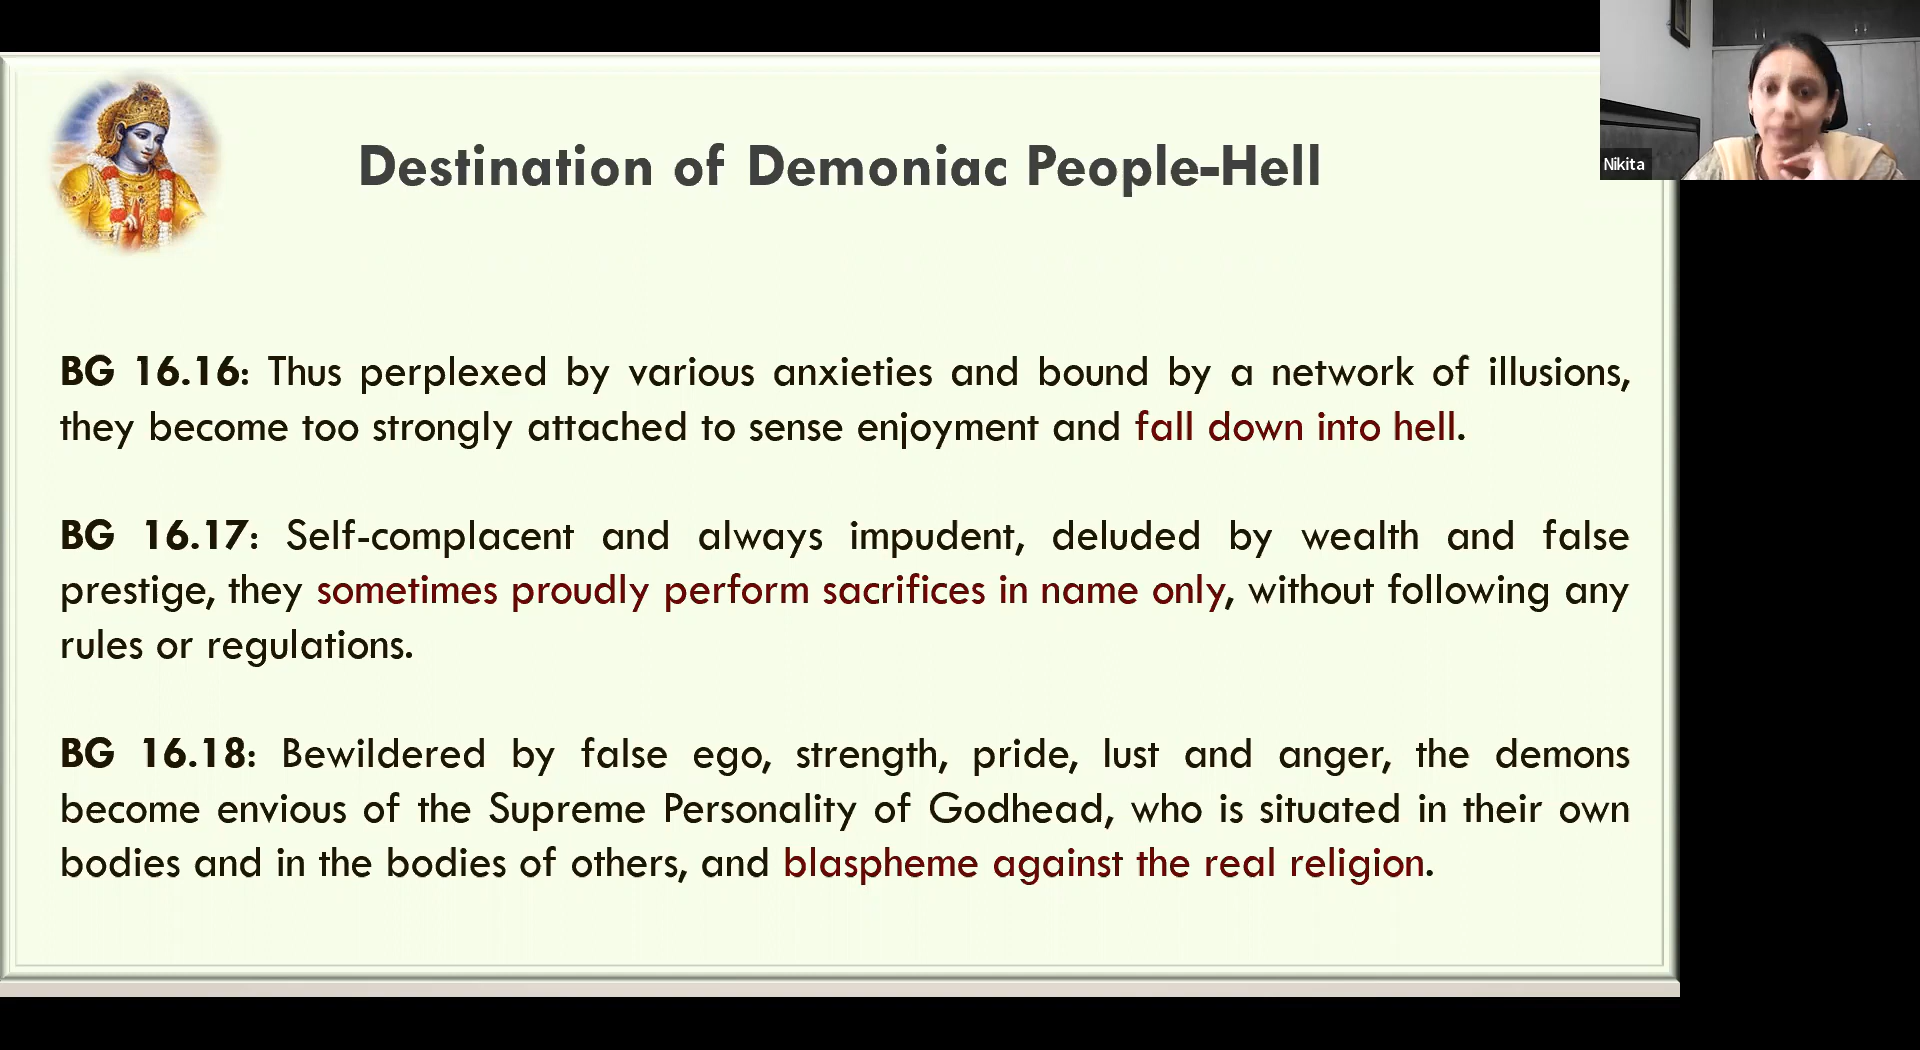 Destination of Demoniac People-Hell
Nikita
BG 16.16: Thus perplexed by various anxieties and bound by a network of illusions,
they become too strongly attached to sense enjoyment and fall down into hell.
BG 16.17: Self-complacent and always impudent, deluded by wealth and false
prestige, they sometimes proudly perform sacrifices in name only, without following any
rules or regulations.
BG 16.18: Bewildered by false ego, strength, pride, lust and anger, the demons
become envious of the Supreme Personality of Godhead, who is situated in their own
bodies and in the bodies of others, and blaspheme against the real religion.